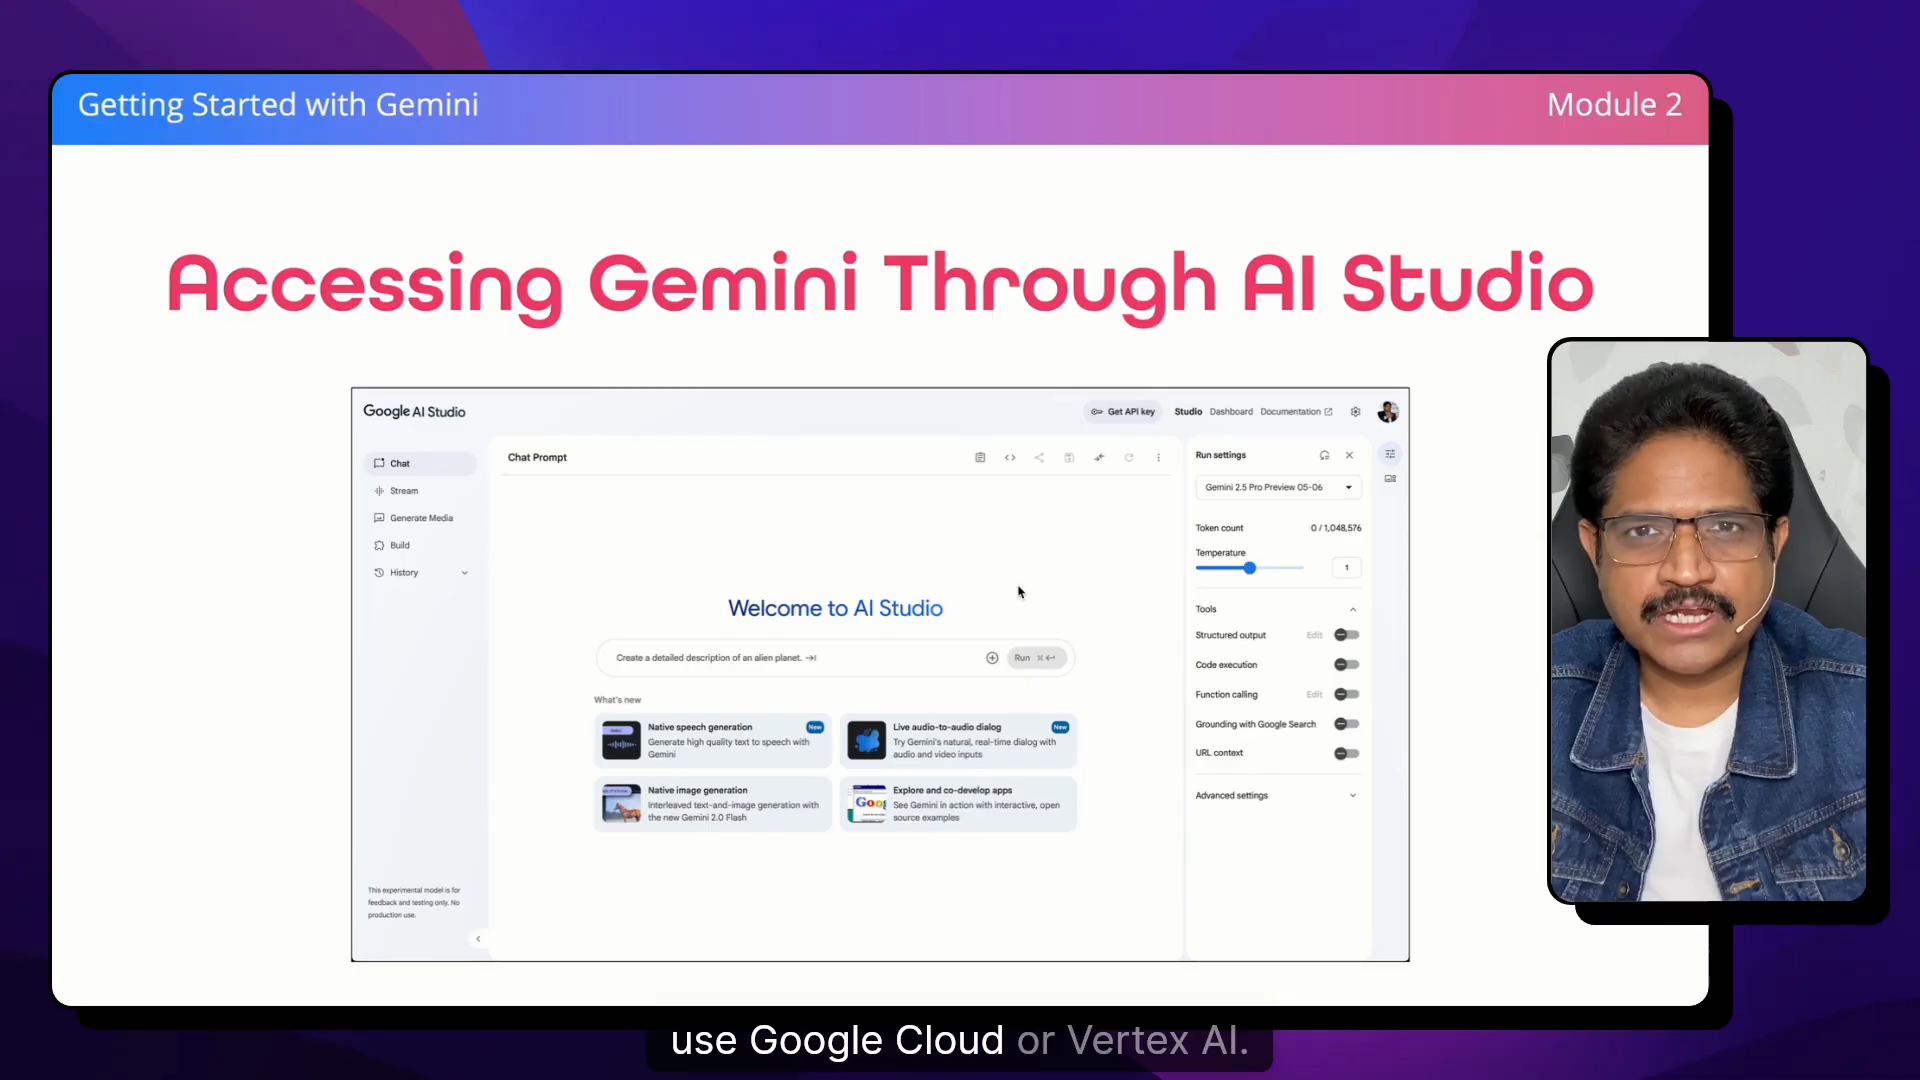 Getting Started with Gemini
Module 2
Accessing Gemini Through AI Studio
Google AI Studio
Get API key
Studio
Dashboard
Documentation
Chat
Stream
Generate Media
Build
History
This experimental model is for
feedback and testing only. No
production use.
Chat Prompt
Welcome to AI Studio
Create a detailed description of an alien planet.
Run
What's new
Native speech generation
New
Generate high quality text to speech with
Gemini
Live audio-to-audio dialog
New
Try Gemini's natural, real-time dialog with
audio and video inputs
Native image generation
Interleaved text-and-image generation with
the new Gemini 2.0 Flash
Explore and co-develop apps
See Gemini in action with interactive, open
source examples
Run settings
Gemini 2.5 Pro Preview 05-06
Token count
0 / 1,048,576
Temperature
1
Tools
Structured output
Edit
Code execution
Function calling
Edit
Grounding with Google Search
URL context
Advanced settings
use Google Cloud or Vertex AI.